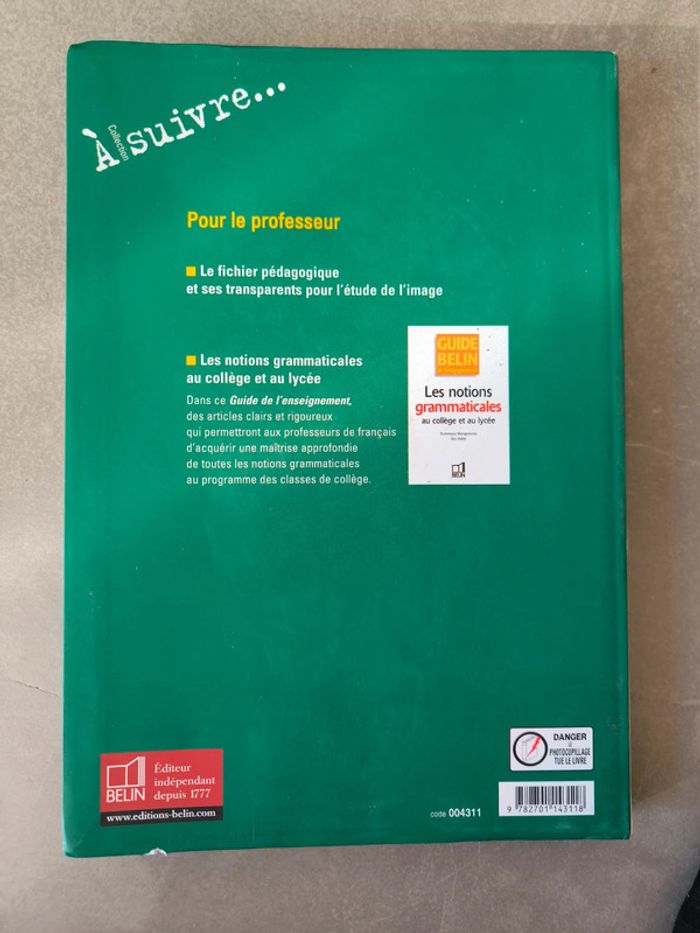 Collection
À suivre...
Pour le professeur
Le fichier pédagogique
et ses transparents pour l'étude de l'image
Les notions grammaticales
au collège et au lycée
Dans ce Guide de l'enseignement,
des articles clairs et rigoureux
qui permettront aux professeurs de français
d'acquérir une maîtrise approfondie
de toutes les notions grammaticales
au programme des classes de collège.
GUIDE
BELIN
Les notions
grammaticales
au collège et au lycée
BELIN
DANGER
LE
PHOTOCOPILLAGE
TUE LE LIVRE
BELIN
Éditeur
indépendant
depuis 1777
www.editions-belin.com
code 004311
9 782701 143118